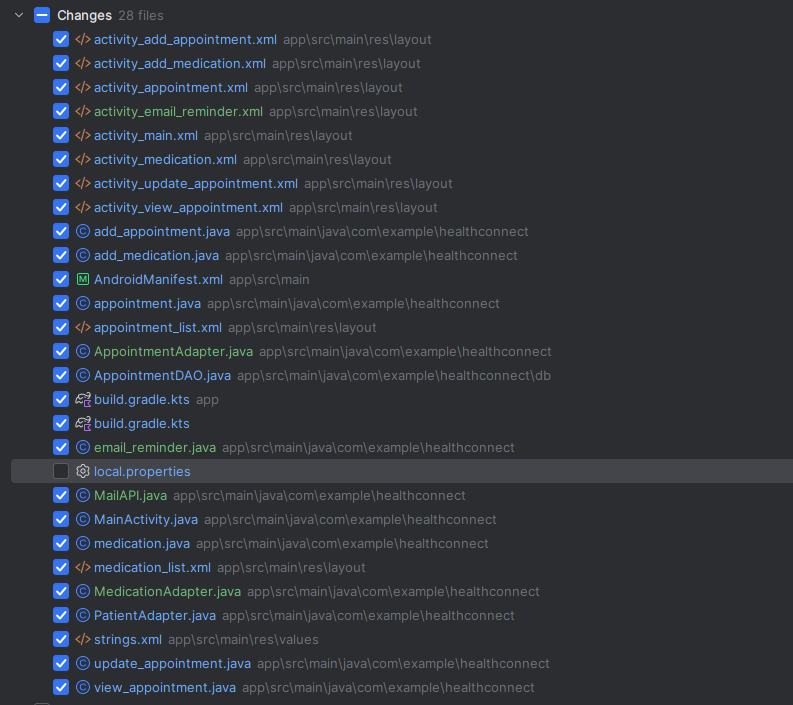 Changes 28 files
activity_add_appointment.xml app\src\main\res\layout
activity_add_medication.xml app\src\main\res\layout
activity_appointment.xml app\src\main\res\layout
activity_email_reminder.xml app\src\main\res\layout
activity_main.xml app\src\main\res\layout
activity_medication.xml app\src\main\res\layout
activity_update_appointment.xml app\src\main\res\layout
activity_view_appointment.xml app\src\main\res\layout
add_appointment.java app\src\main\java\com\example\healthconnect
add_medication.java app\src\main\java\com\example\healthconnect
AndroidManifest.xml app\src\main
appointment.java app\src\main\java\com\example\healthconnect
appointment_list.xml app\src\main\res\layout
AppointmentAdapter.java app\src\main\java\com\example\healthconnect
AppointmentDAO.java app\src\main\java\com\example\healthconnect\db
build.gradle.kts app
build.gradle.kts
email_reminder.java app\src\main\java\com\example\healthconnect
local.properties
MailAPI.java app\src\main\java\com\example\healthconnect
MainActivity.java app\src\main\java\com\example\healthconnect
medication.java app\src\main\java\com\example\healthconnect
medication_list.xml app\src\main\res\layout
MedicationAdapter.java app\src\main\java\com\example\healthconnect
PatientAdapter.java app\src\main\java\com\example\healthconnect
strings.xml app\src\main\res\values
update_appointment.java app\src\main\java\com\example\healthconnect
view_appointment.java app\src\main\java\com\example\healthconnect